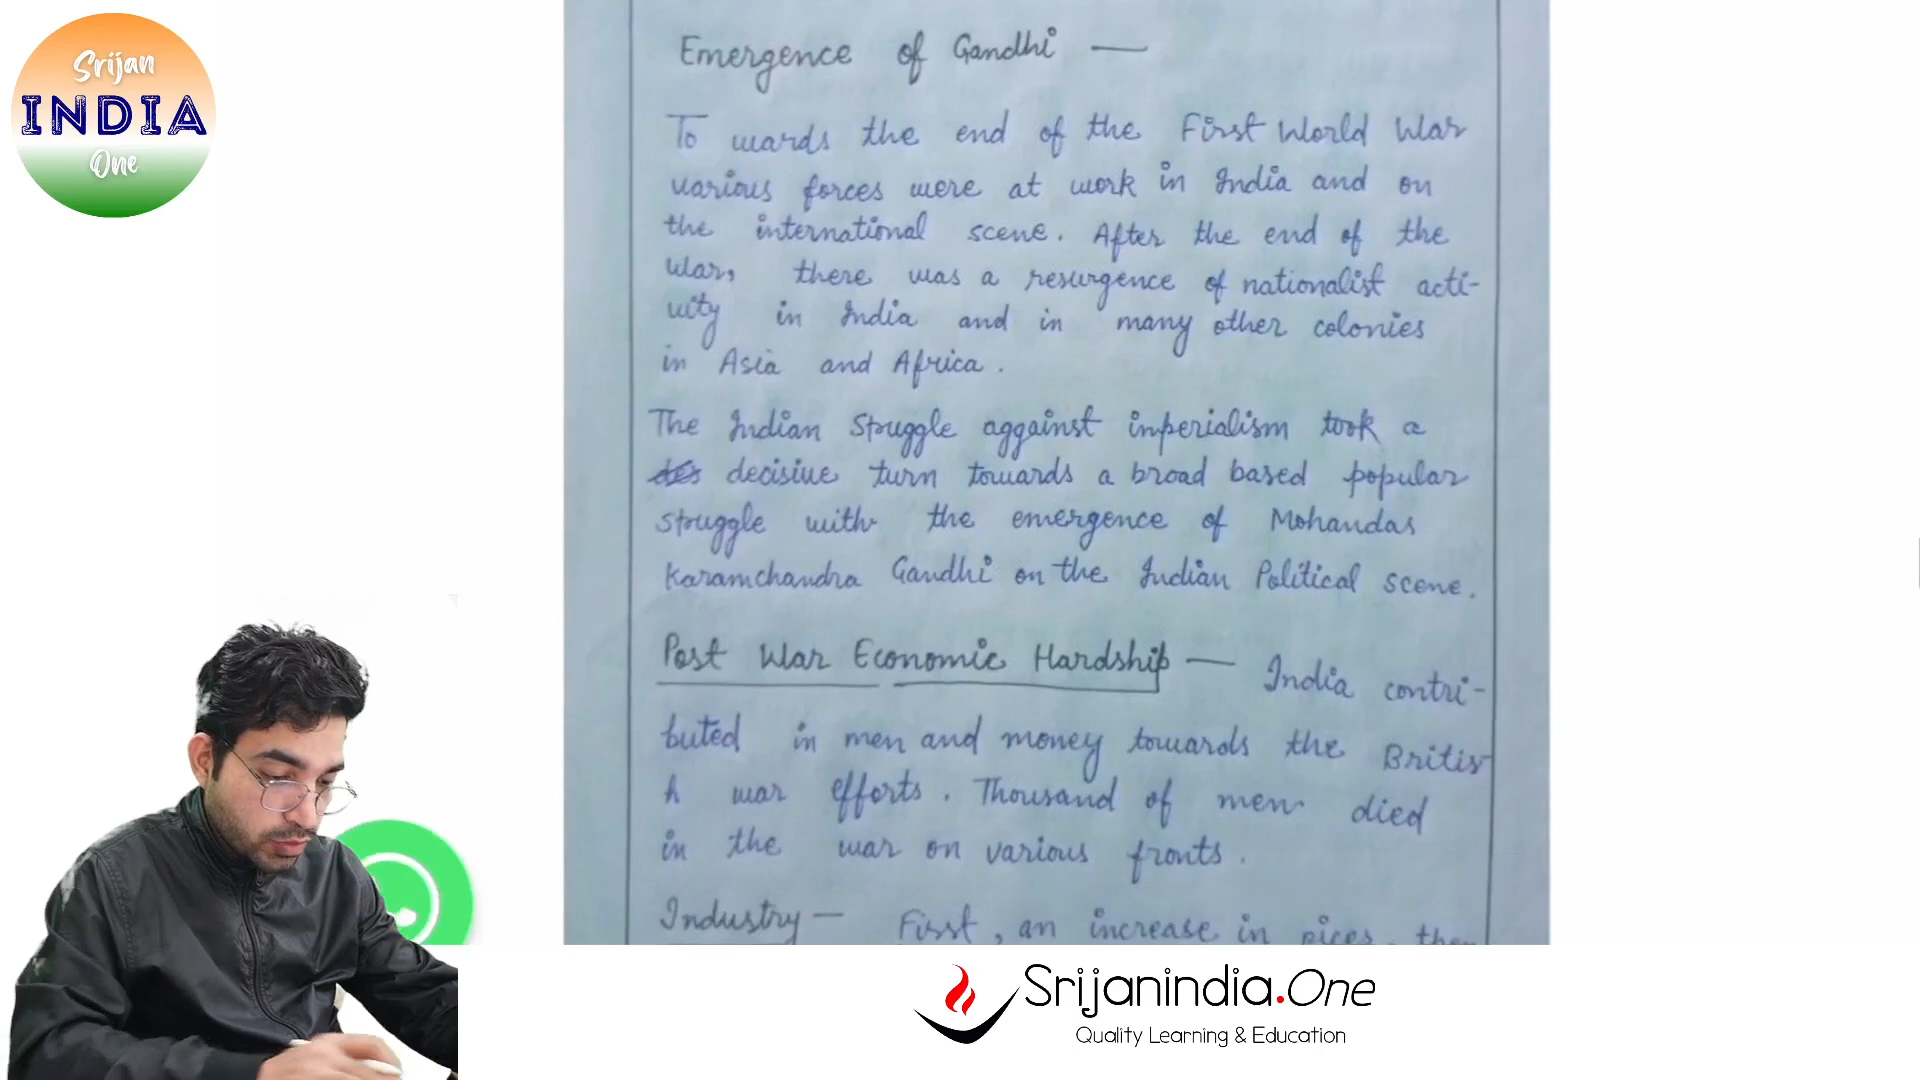 Srijan
INDIA
One
Emergence of Gandhi —
To wards the end of the First World War
various forces were at work in India and on
the international scene. After the end of the
War, there was a resurgence of nationalist acti-
vity in India and in many other colonies
in Asia and Africa.
The Indian Struggle aggainst inperialism took a
decisive turn towards a broad based popular
struggle with the emergence of Mohandas
Karamchandra Gandhi on the Indian Political scene.
Post War Economic Hardship — India contri-
buted in men and money towards the Britis
h war efforts. Thousand of men died
in the war on various fronts.
Industry — First, an increase in pices, then
Srijanindia.One
Quality Learning & Education